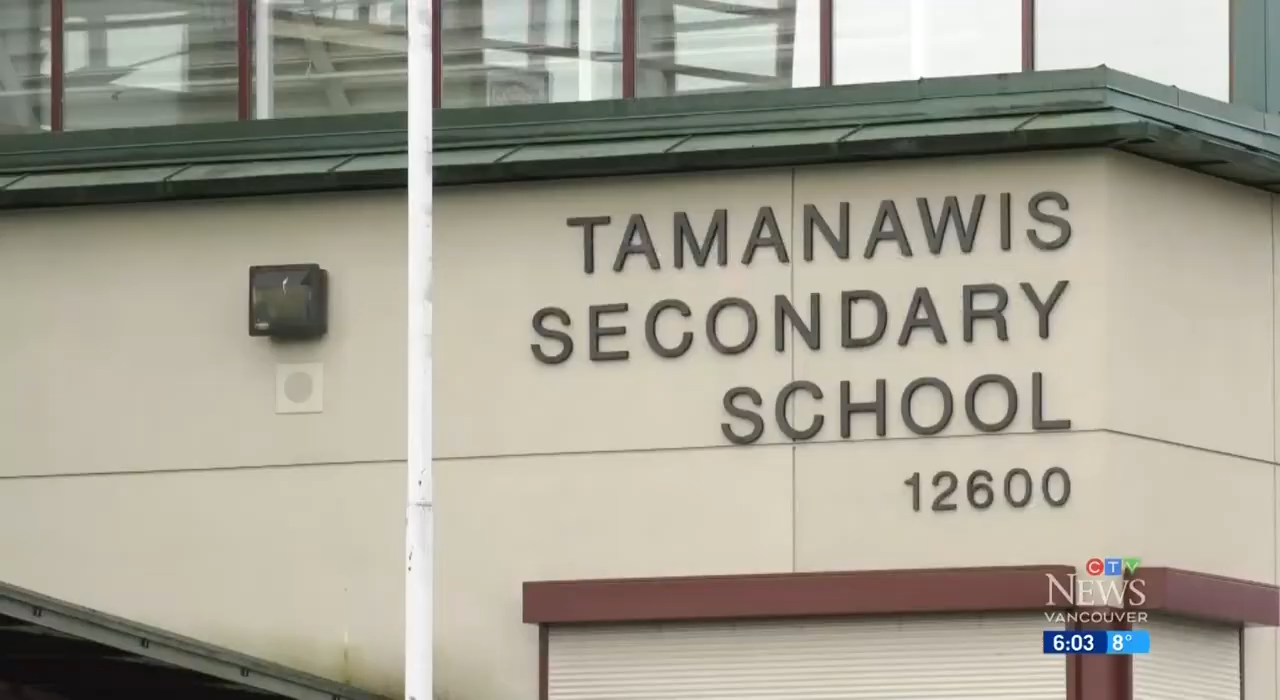 TAMANAWIS
SECONDARY
SCHOOL
12600
CTV
NEWS
VANCOUVER
6:03 8°